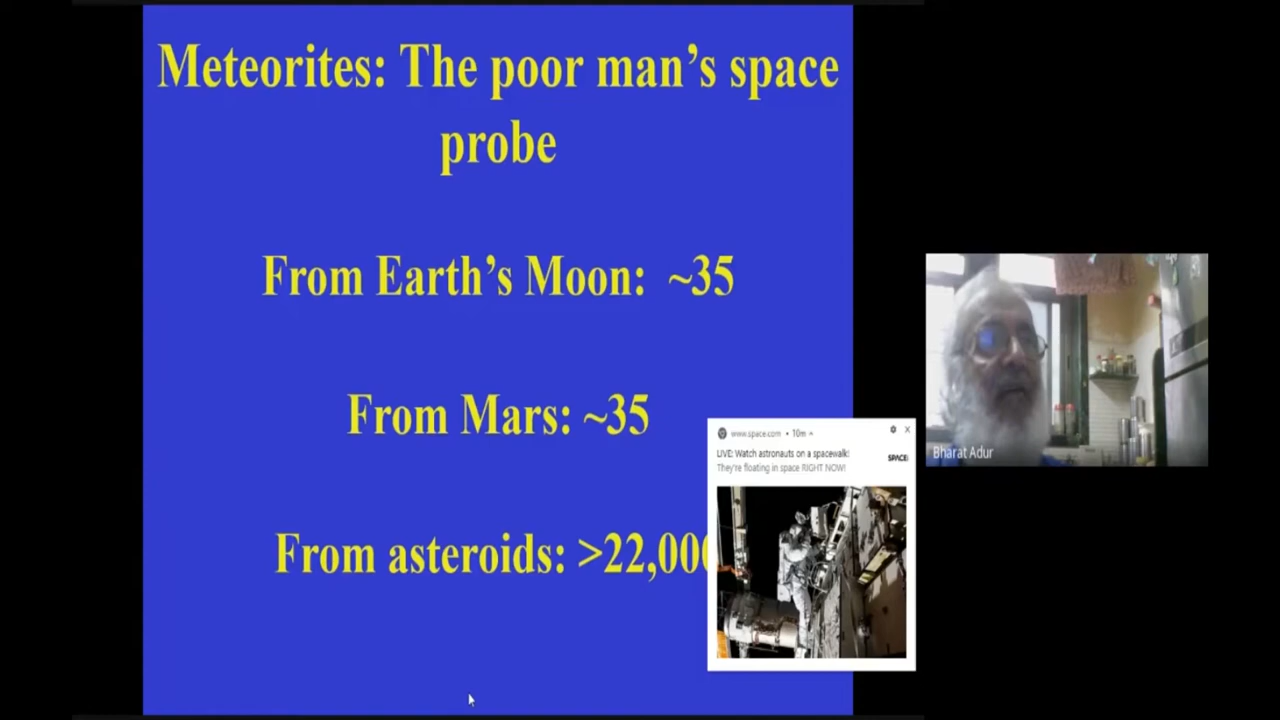 Meteorites: The poor man's space
probe
From Earth's Moon: ~35
From Mars: ~35
From asteroids: >22,000
www.space.com • 10m
LIVE: Watch astronauts on a spacewalk!
They're floating in space RIGHT NOW!
SPACE
Bharat Adur